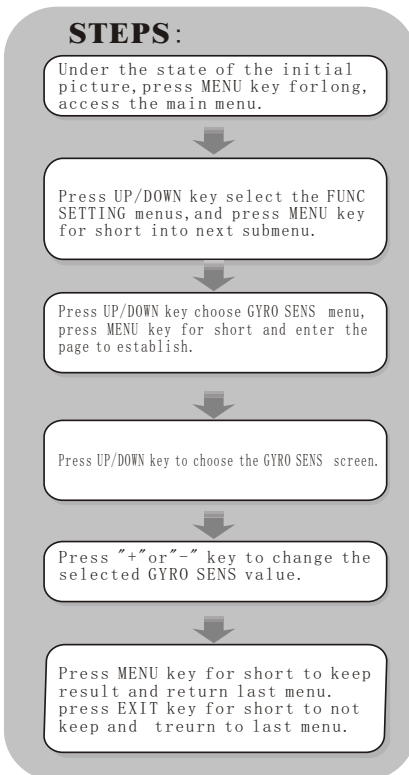 STEPS:
Under the state of the initial
picture, press MENU key forlong,
access the main menu.
Press UP/DOWN key select the FUNC
SETTING menus, and press MENU key
for short into next submenu.
Press UP/DOWN key choose GYRO SENS menu,
press MENU key for short and enter the
page to establish.
Press UP/DOWN key to choose the GYRO SENS screen.
Press "+"or"-" key to change the
selected GYRO SENS value.
Press MENU key for short to keep
result and return last menu.
press EXIT key for short to not
keep and treurn to last menu.